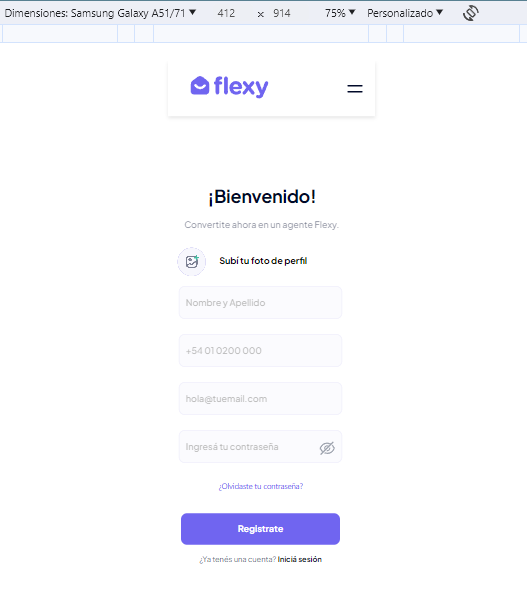 Dimensiones: Samsung Galaxy A51/71 ▼ 412 x 914 75% ▼ Personalizado ▼
flexy
¡Bienvenido!
Convertite ahora en un agente Flexy.
Subí tu foto de perfil
Nombre y Apellido
+54 01 0200 000
hola@tuemail.com
Ingresá tu contraseña
¿Olvidaste tu contraseña?
Registrate
¿Ya tenés una cuenta? Iniciá sesión